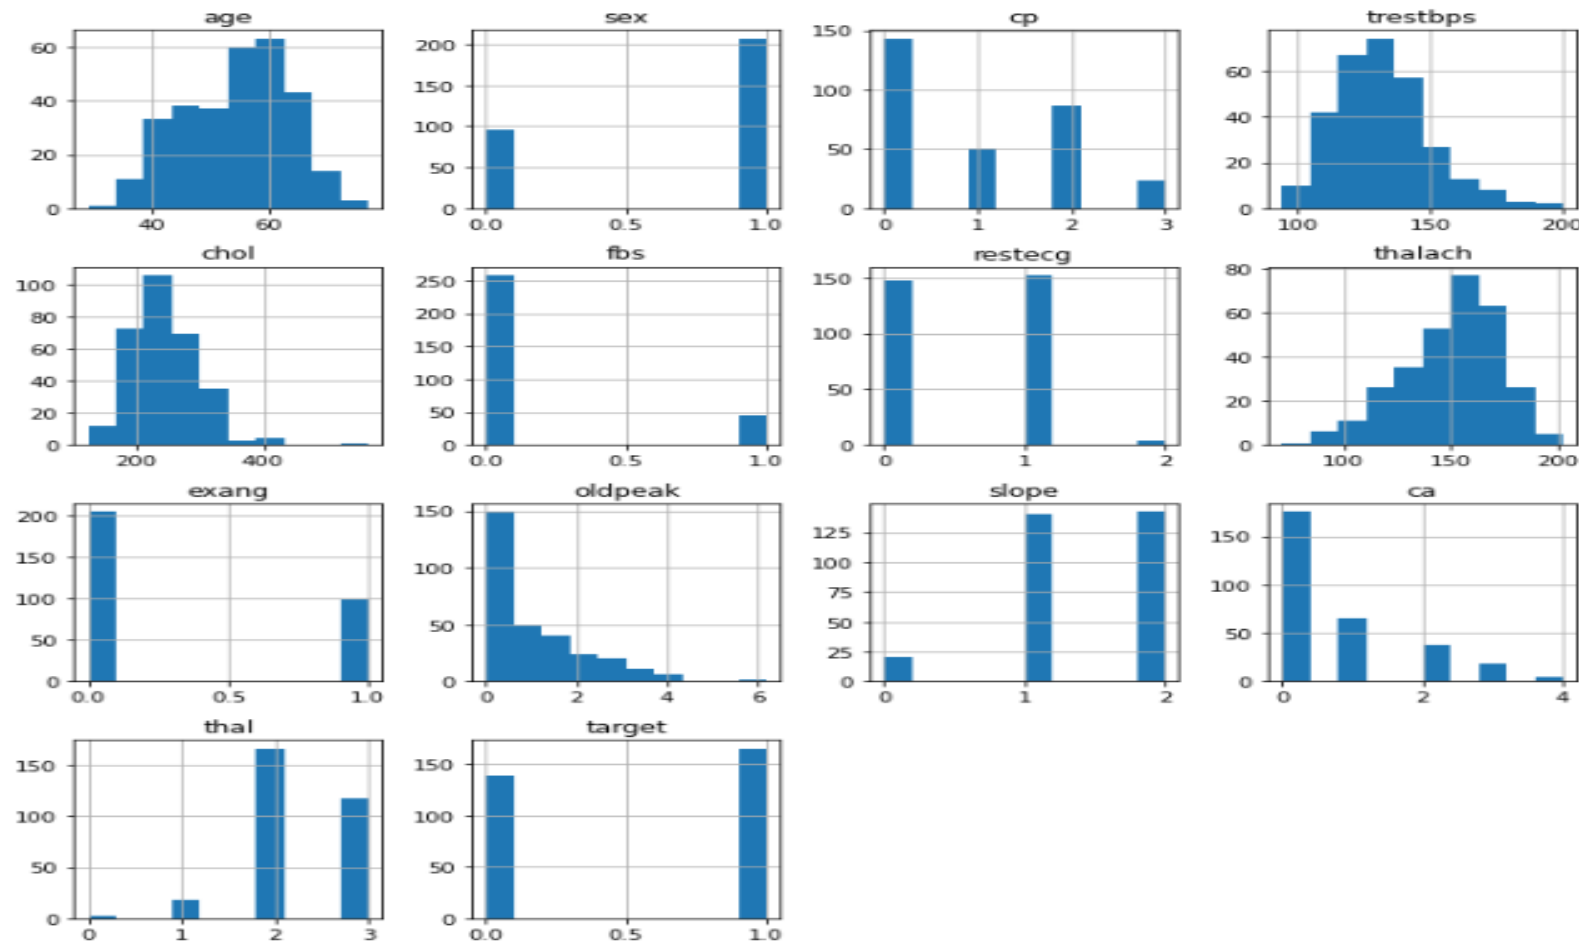 age
60
40
20
0
40 60
sex
200
150
100
50
0
0.0 0.5 1.0
cp
150
100
50
0
0 1 2 3
trestbps
60
40
20
0
100 150 200
chol
100
80
60
40
20
0
200 400
fbs
250
200
150
100
50
0
0.0 0.5 1.0
restecg
150
100
50
0
0 1 2
thalach
80
60
40
20
0
100 150 200
exang
200
150
100
50
0
0.0 0.5 1.0
oldpeak
150
100
50
0
0 2 4 6
slope
125
100
75
50
25
0
0 1 2
ca
150
100
50
0
0 2 4
thal
150
100
50
0
0 1 2 3
target
150
100
50
0
0.0 0.5 1.0